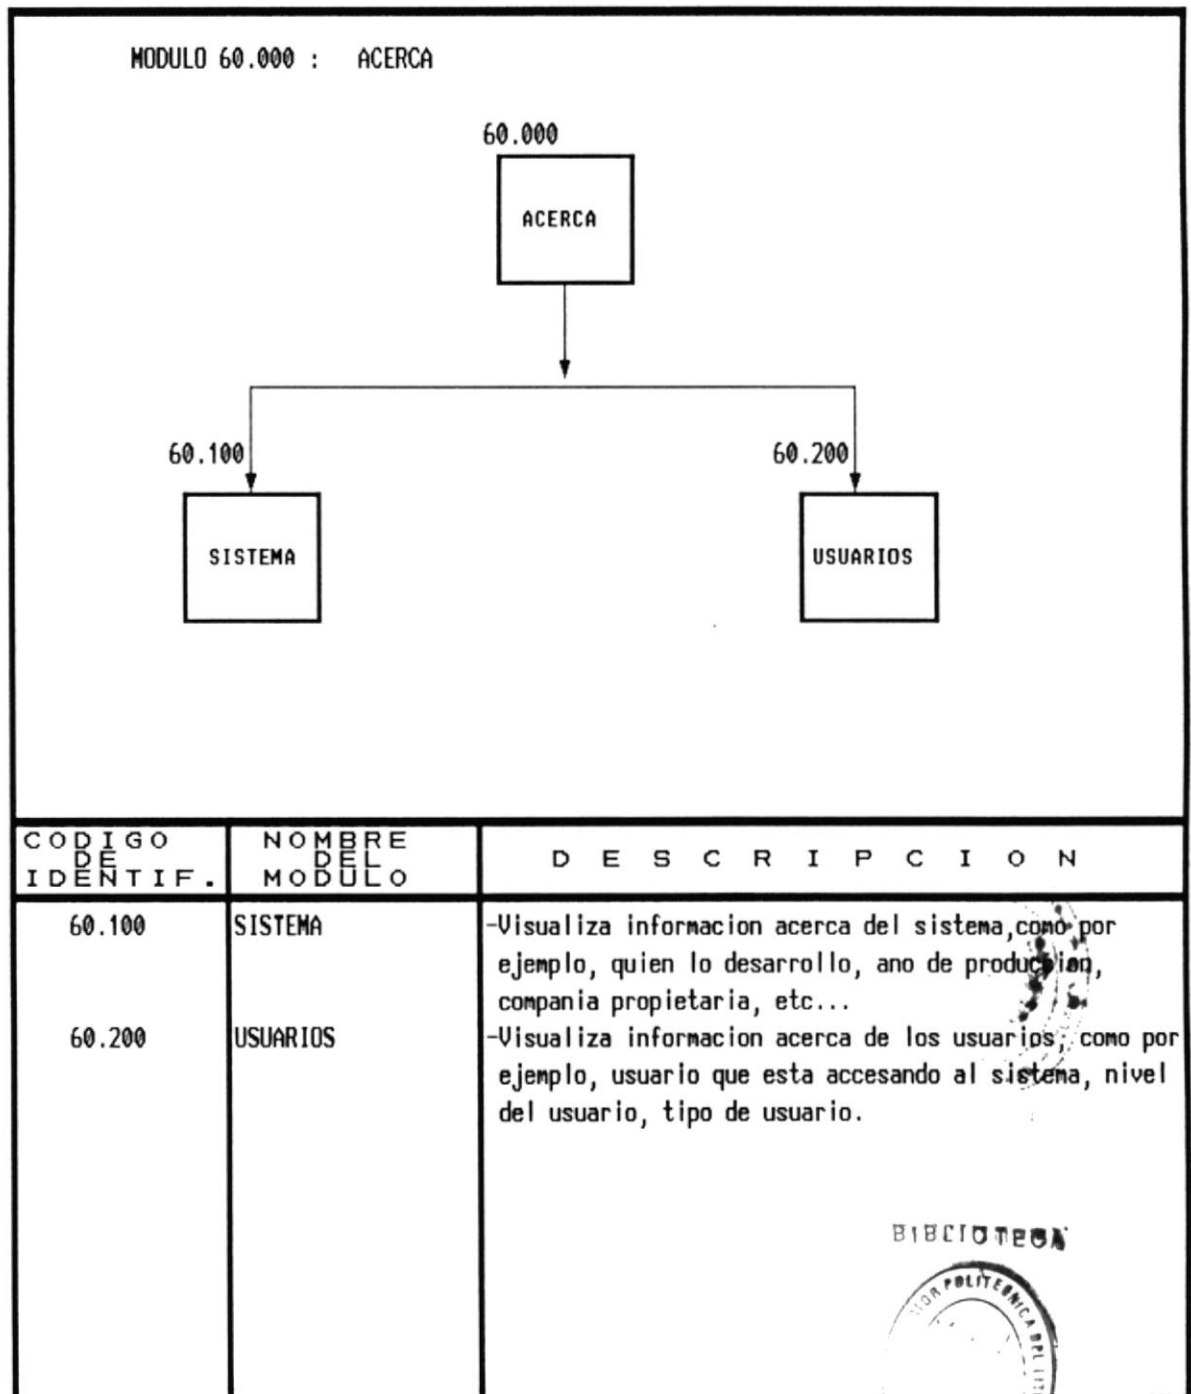 MODULO 60.000 : ACERCA
60.000
ACERCA
60.100
60.200
SISTEMA
USUARIOS
CODIGO
DE
IDENTIF.
NOMBRE
DEL
MODULO
DESCRIPCION
60.100
SISTEMA
-Visualiza informacion acerca del sistema,como por
ejemplo, quien lo desarrollo, ano de produccion,
compania propietaria, etc...
60.200
USUARIOS
-Visualiza informacion acerca de los usuarios, como por
ejemplo, usuario que esta accesando al sistema, nivel
del usuario, tipo de usuario.
BIBLIOTECA
POLITECNICA DEL